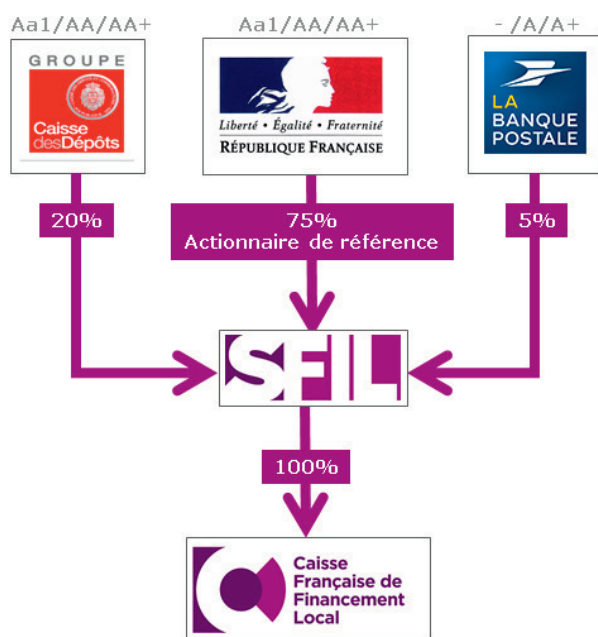 Aa1/AA/AA+
Aa1/AA/AA+
- /A/A+
GROUPE
Caisse
desDépôts
Liberté • Égalité • Fraternité
RÉPUBLIQUE FRANÇAISE
LA
BANQUE
POSTALE
20%
75%
Actionnaire de référence
5%
SFIL
100%
Caisse
Française de
Financement
Local